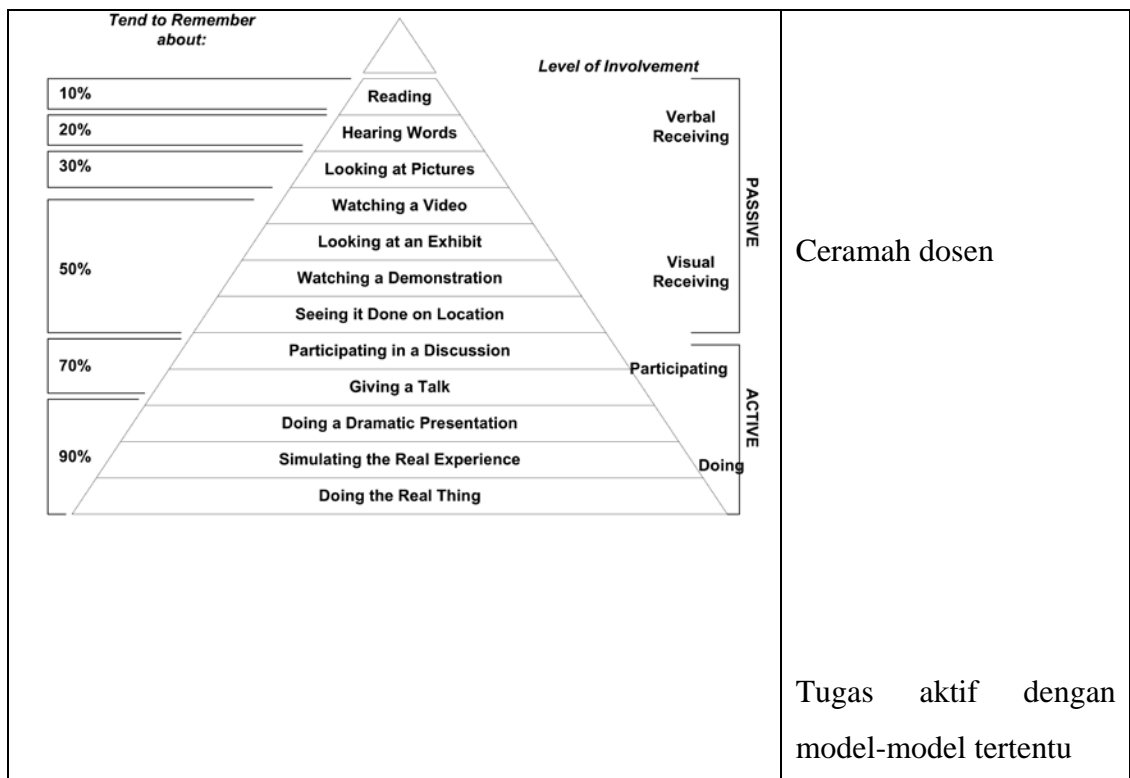 Tend to Remember
about:
Level of Involvement
10%
Reading
20%
Hearing Words
Verbal
Receiving
30%
Looking at Pictures
Watching a Video
Looking at an Exhibit
50%
Watching a Demonstration
Visual
Receiving
Seeing it Done on Location
PASSIVE
Participating in a Discussion
70%
Participating
Giving a Talk
Doing a Dramatic Presentation
90%
Simulating the Real Experience
Doing
Doing the Real Thing
ACTIVE
Ceramah dosen
Tugas aktif dengan
model-model tertentu